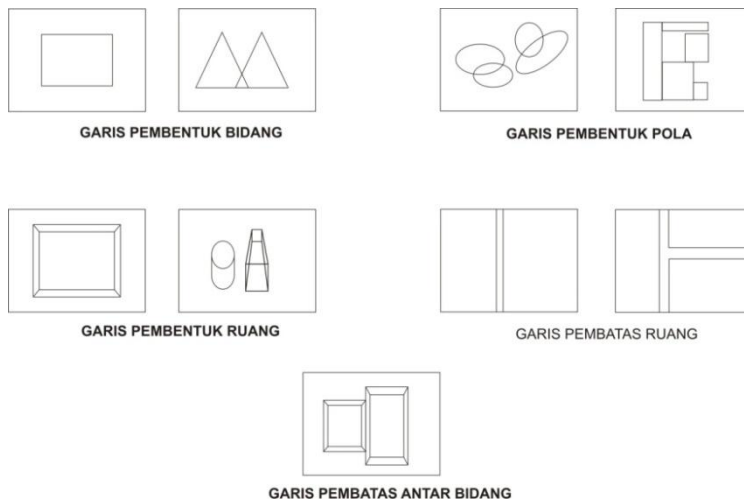 GARIS PEMBENTUK BIDANG
GARIS PEMBENTUK POLA
GARIS PEMBENTUK RUANG
GARIS PEMBATAS RUANG
GARIS PEMBATAS ANTAR BIDANG